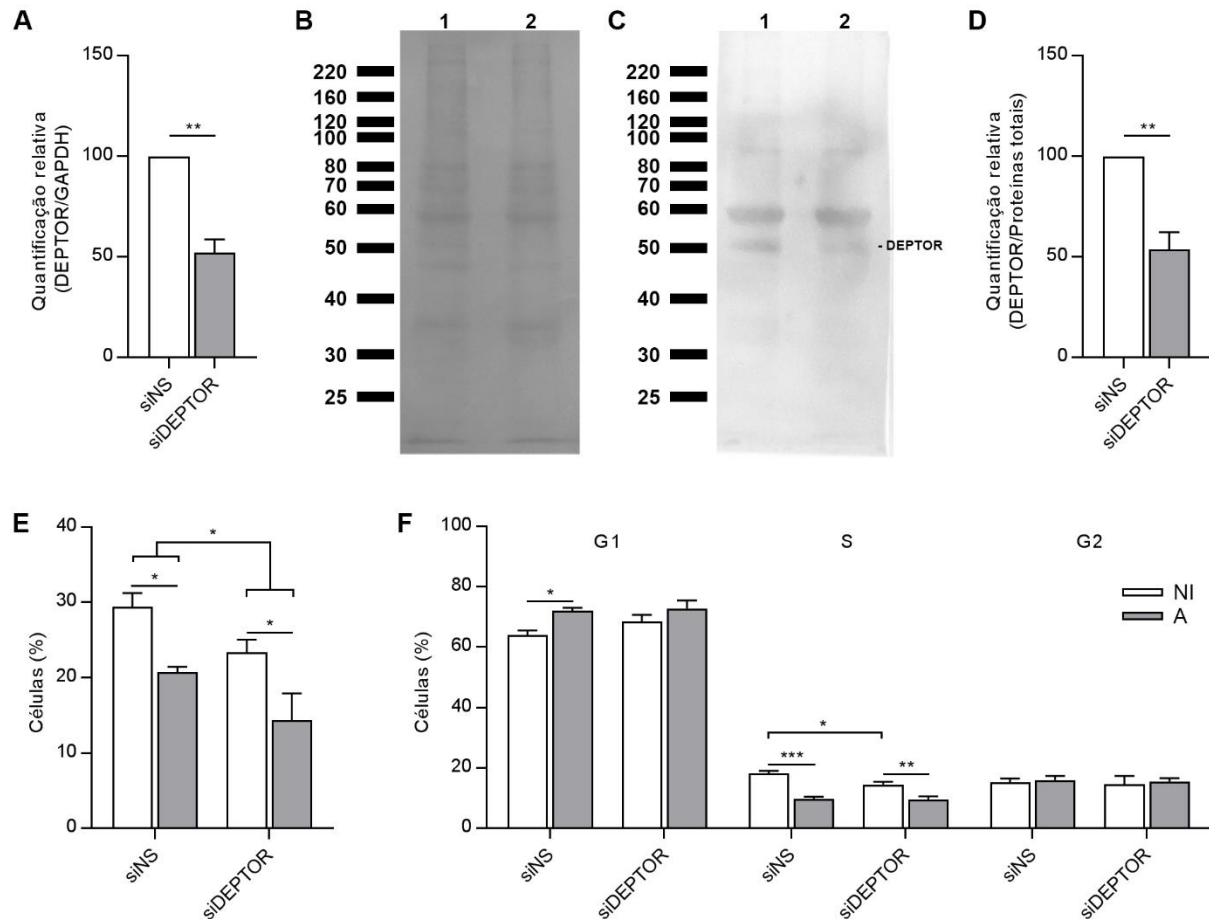 A
150
100
50
0
Quantificação relativa
(DEPTOR/GAPDH)
**
siNS
siDEPTOR
B
1 2
220
160
120
100
80
70
60
50
40
30
25
C
1 2
220
160
120
100
80
70
60
50
40
30
25
- DEPTOR
D
150
100
50
0
Quantificação relativa
(DEPTOR/Proteínas totais)
**
siNS
siDEPTOR
E
40
30
20
10
0
Células (%)
*
*
*
siNS
siDEPTOR
F
100
80
60
40
20
0
Células (%)
G1 S G2
NI
A
*
*
***
**
siNS
siDEPTOR
siNS
siDEPTOR
siNS
siDEPTOR